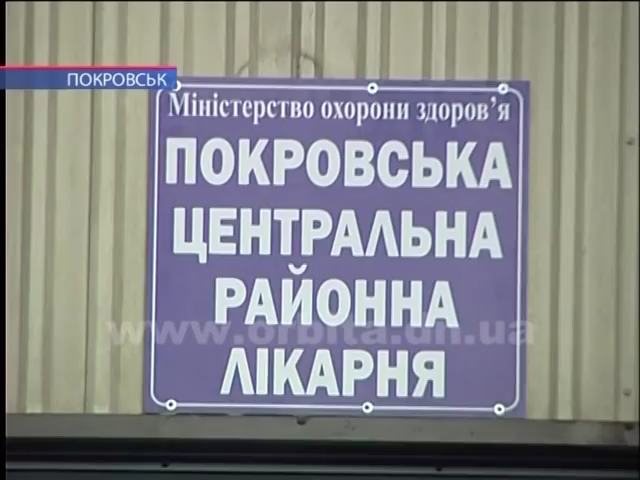 ПОКРОВСЬК
Міністерство охорони здоров'я
ПОКРОВСЬКА
ЦЕНТРАЛЬНА
РАЙОННА
www.orbita.dn.ua
ЛІКАРНЯ